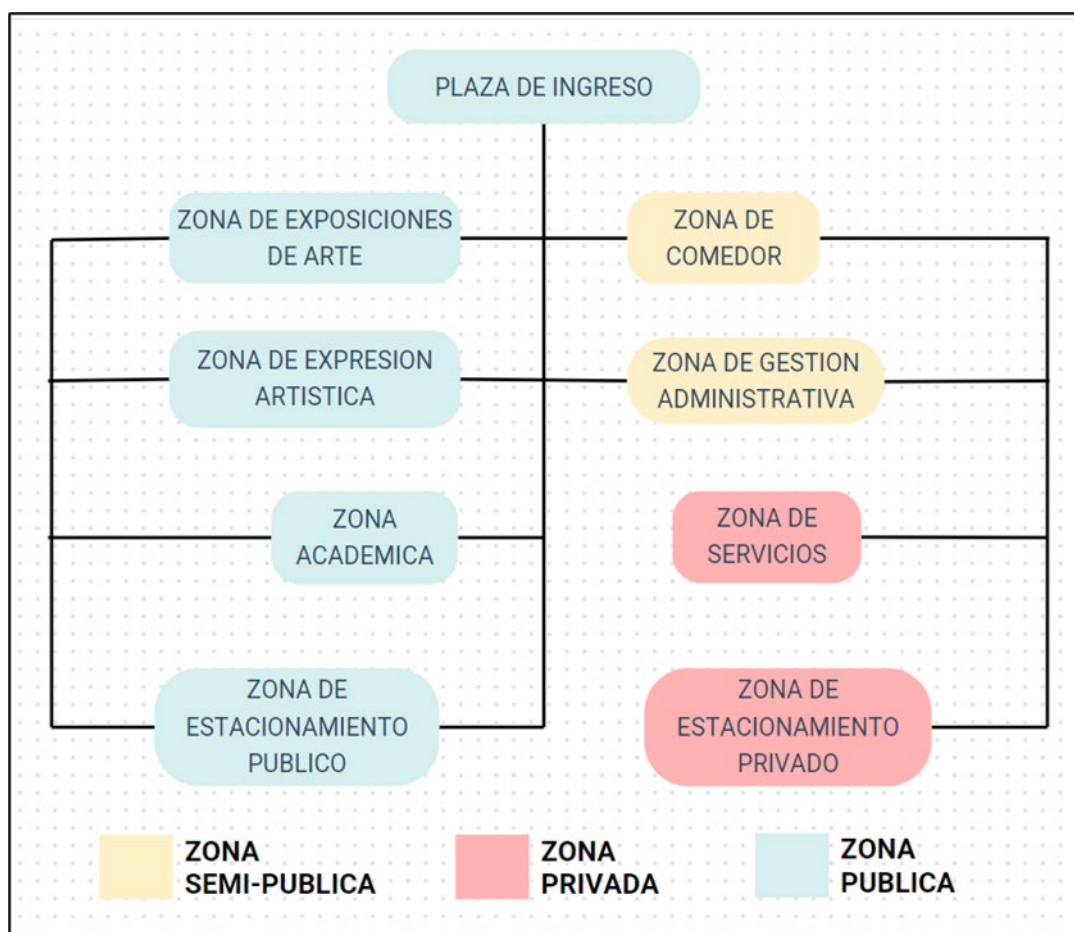 PLAZA DE INGRESO
ZONA DE EXPOSICIONES
DE ARTE
ZONA DE
COMEDOR
ZONA DE EXPRESION
ARTISTICA
ZONA DE GESTION
ADMINISTRATIVA
ZONA
ACADEMICA
ZONA DE
SERVICIOS
ZONA DE
ESTACIONAMIENTO
PUBLICO
ZONA DE
ESTACIONAMIENTO
PRIVADO
ZONA
SEMI-PUBLICA
ZONA
PRIVADA
ZONA
PUBLICA